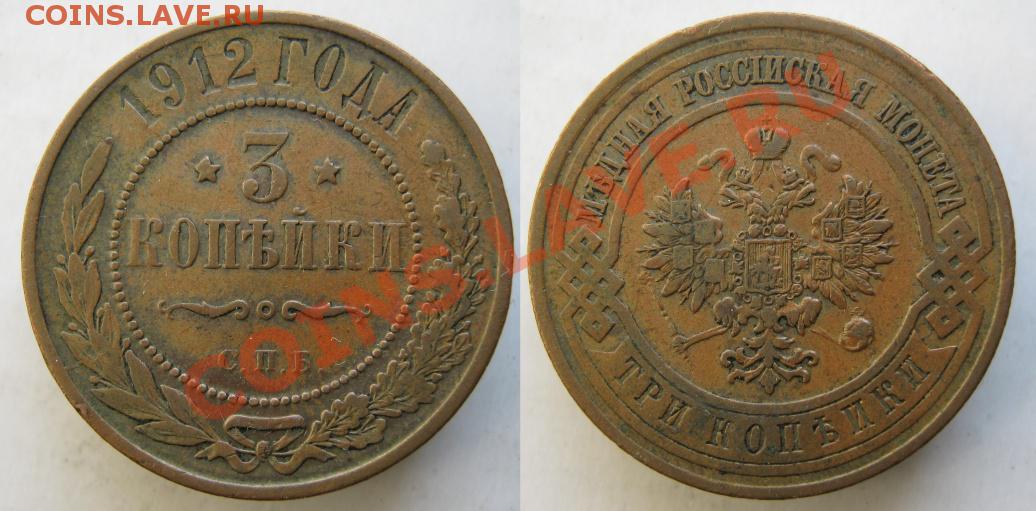 COINS.LAVE.RU
1912 ГОДА
3
КОПѢЙКИ
С.П.Б.
МѢДНАЯ РОССІЙСКАЯ МОНЕТА
ТРИ КОПѢЙКИ
COINS.LAVE.RU